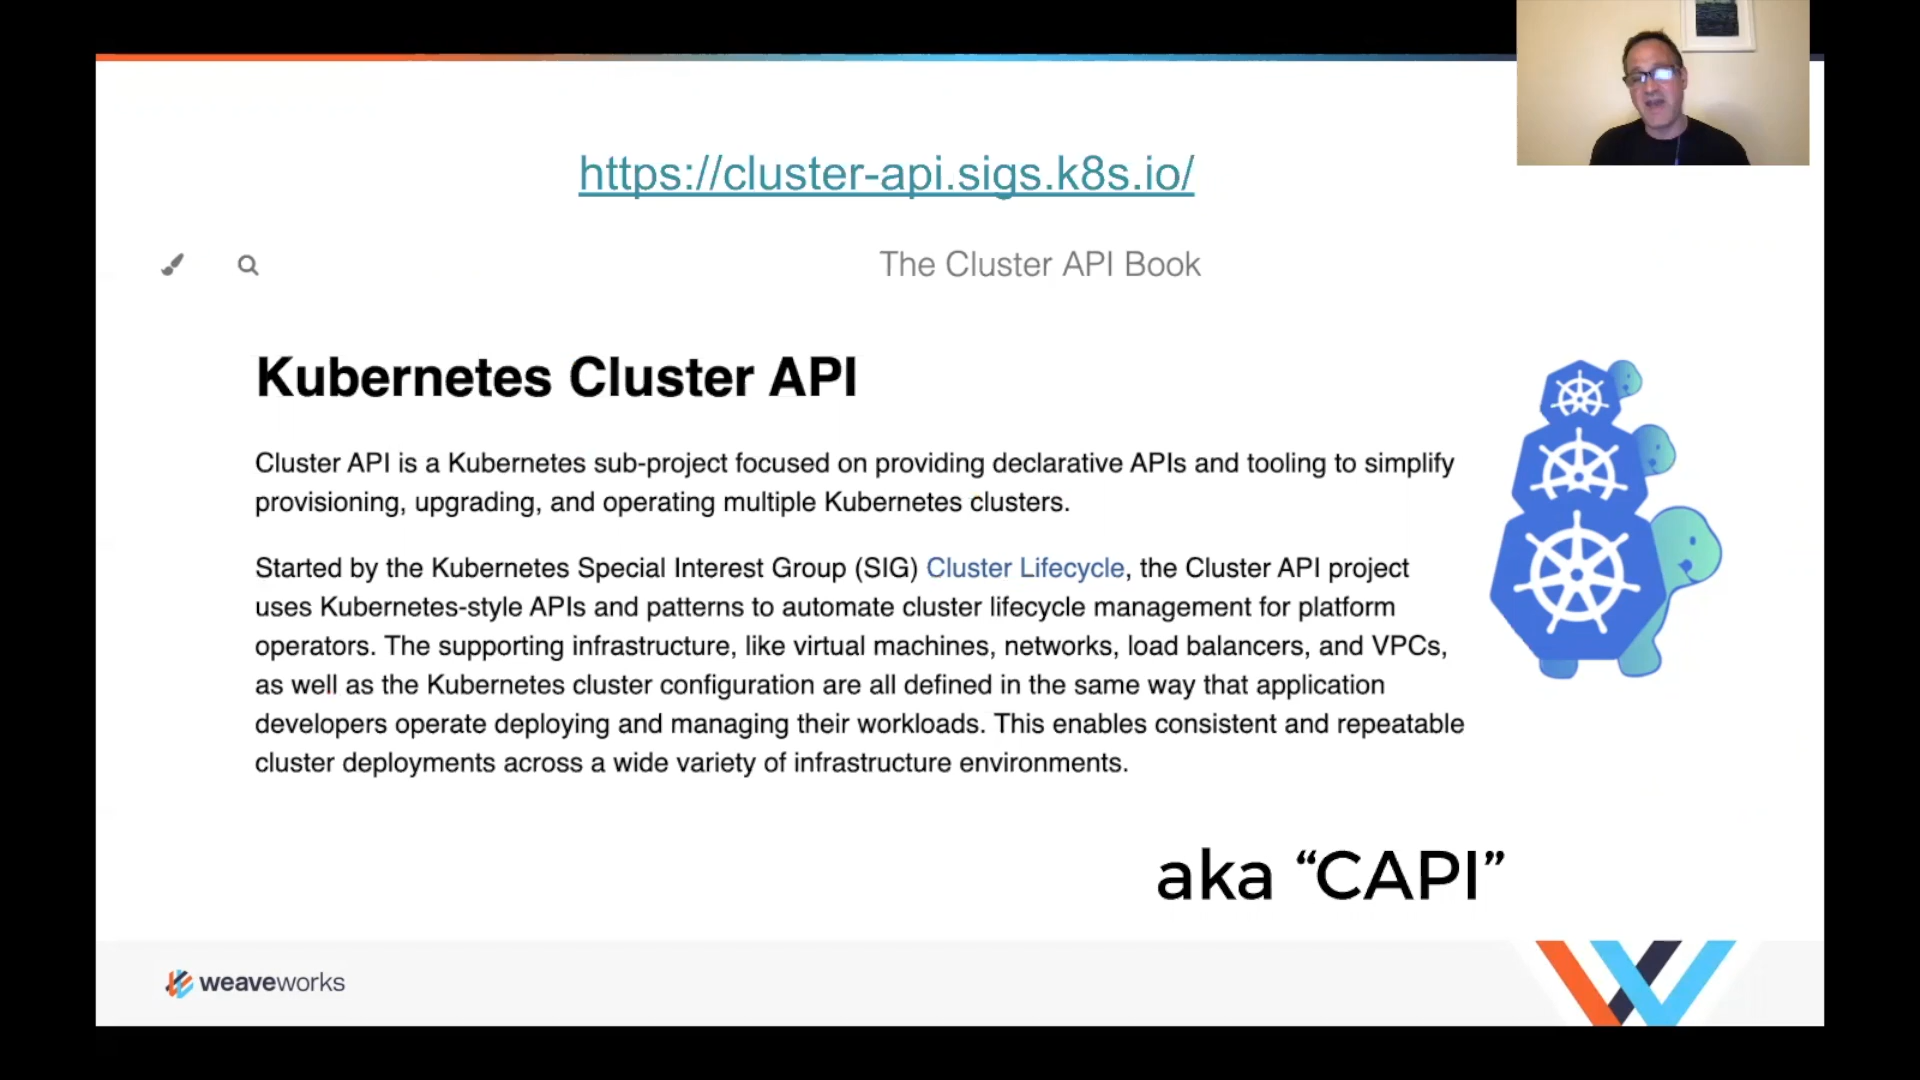 https://cluster-api.sigs.k8s.io/
The Cluster API Book
Kubernetes Cluster API
Cluster API is a Kubernetes sub-project focused on providing declarative APIs and tooling to simplify
provisioning, upgrading, and operating multiple Kubernetes clusters.
Started by the Kubernetes Special Interest Group (SIG) Cluster Lifecycle, the Cluster API project
uses Kubernetes-style APIs and patterns to automate cluster lifecycle management for platform
operators. The supporting infrastructure, like virtual machines, networks, load balancers, and VPCs,
as well as the Kubernetes cluster configuration are all defined in the same way that application
developers operate deploying and managing their workloads. This enables consistent and repeatable
cluster deployments across a wide variety of infrastructure environments.
aka “CAPI”
weaveworks